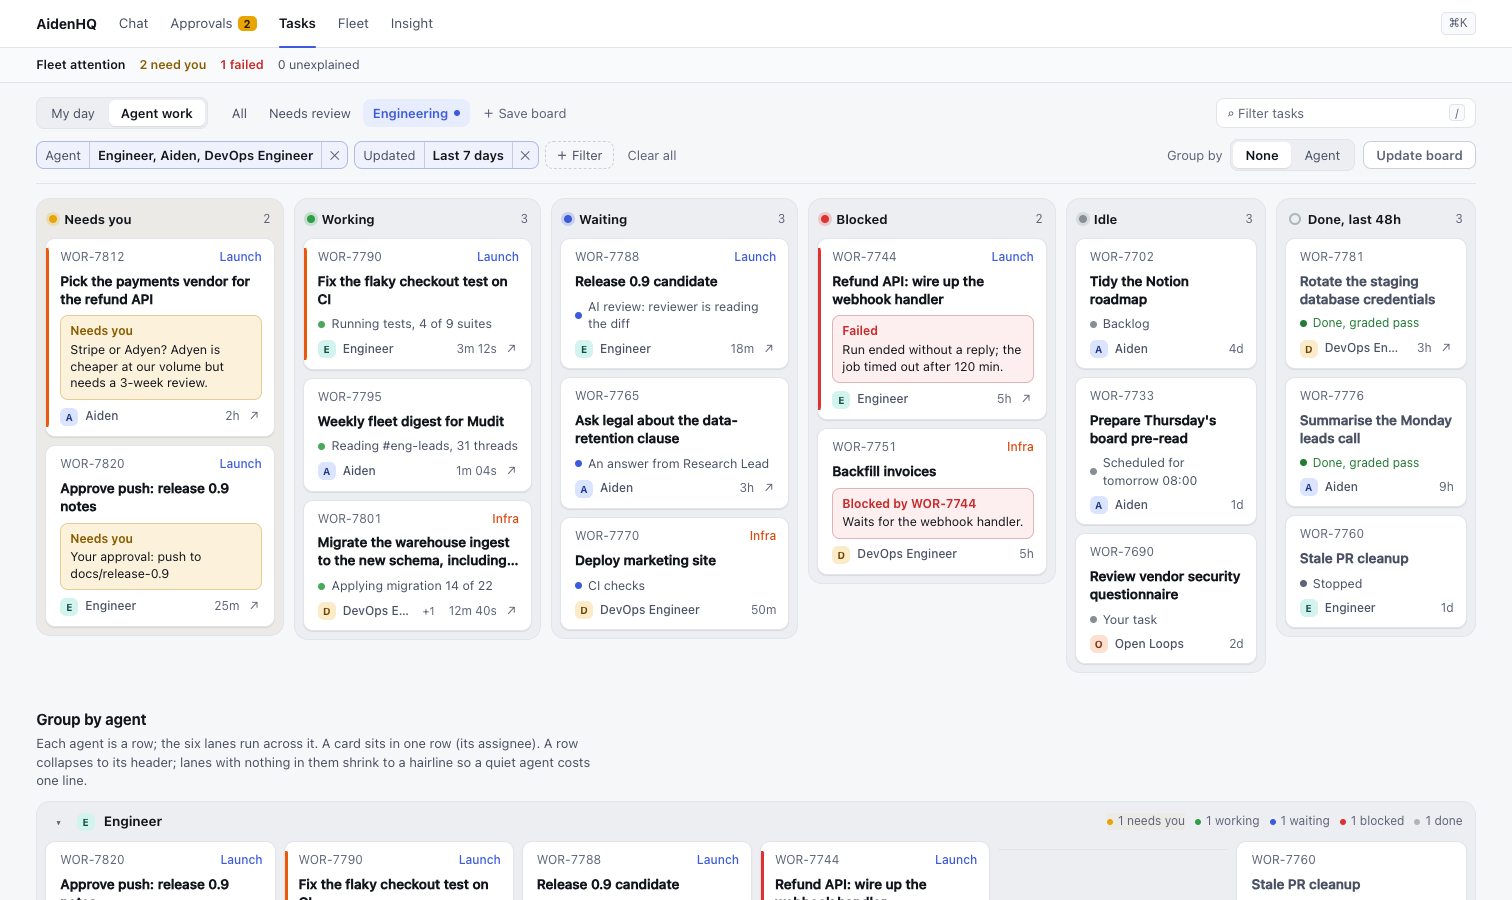 AidenHQ Chat Approvals 2 Tasks Fleet Insight ⌘K
Fleet attention 2 need you 1 failed 0 unexplained
My day Agent work All Needs review Engineering + Save board Filter tasks /
Agent Engineer, Aiden, DevOps Engineer × Updated Last 7 days × + Filter Clear all Group by None Agent Update board
Needs you 2
WOR-7812 Launch
Pick the payments vendor for
the refund API
Needs you
Stripe or Adyen? Adyen is
cheaper at our volume but
needs a 3-week review.
A Aiden 2h ↗
WOR-7820 Launch
Approve push: release 0.9
notes
Needs you
Your approval: push to
docs/release-0.9
E Engineer 25m ↗
Working 3
WOR-7790 Launch
Fix the flaky checkout test on
CI
Running tests, 4 of 9 suites
E Engineer 3m 12s ↗
WOR-7795
Weekly fleet digest for Mudit
Reading #eng-leads, 31 threads
A Aiden 1m 04s ↗
WOR-7801 Infra
Migrate the warehouse ingest
to the new schema, including...
Applying migration 14 of 22
D DevOps E... +1 12m 40s ↗
Waiting 3
WOR-7788 Launch
Release 0.9 candidate
AI review: reviewer is reading
the diff
E Engineer 18m ↗
WOR-7765
Ask legal about the data-
retention clause
An answer from Research Lead
A Aiden 3h ↗
WOR-7770 Infra
Deploy marketing site
CI checks
D DevOps Engineer 50m
Blocked 2
WOR-7744 Launch
Refund API: wire up the
webhook handler
Failed
Run ended without a reply; the
job timed out after 120 min.
E Engineer 5h ↗
WOR-7751 Infra
Backfill invoices
Blocked by WOR-7744
Waits for the webhook handler.
D DevOps Engineer 5h
Idle 3
WOR-7702
Tidy the Notion
roadmap
Backlog
A Aiden 4d
WOR-7733
Prepare Thursday's
board pre-read
Scheduled for
tomorrow 08:00
A Aiden 1d
WOR-7690
Review vendor security
questionnaire
Your task
O Open Loops 2d
Done, last 48h 3
WOR-7781
Rotate the staging
database credentials
Done, graded pass
D DevOps En... 3h ↗
WOR-7776
Summarise the Monday
leads call
Done, graded pass
A Aiden 9h
WOR-7760
Stale PR cleanup
Stopped
E Engineer 1d
Group by agent
Each agent is a row; the six lanes run across it. A card sits in one row (its assignee). A row
collapses to its header; lanes with nothing in them shrink to a hairline so a quiet agent costs
one line.
E Engineer 1 needs you 1 working 1 waiting 1 blocked 1 done
WOR-7820 Launch
Approve push: release 0.9
notes
WOR-7790 Launch
Fix the flaky checkout test on
CI
WOR-7788 Launch
Release 0.9 candidate
WOR-7744 Launch
Refund API: wire up the
webhook handler
WOR-7760
Stale PR cleanup